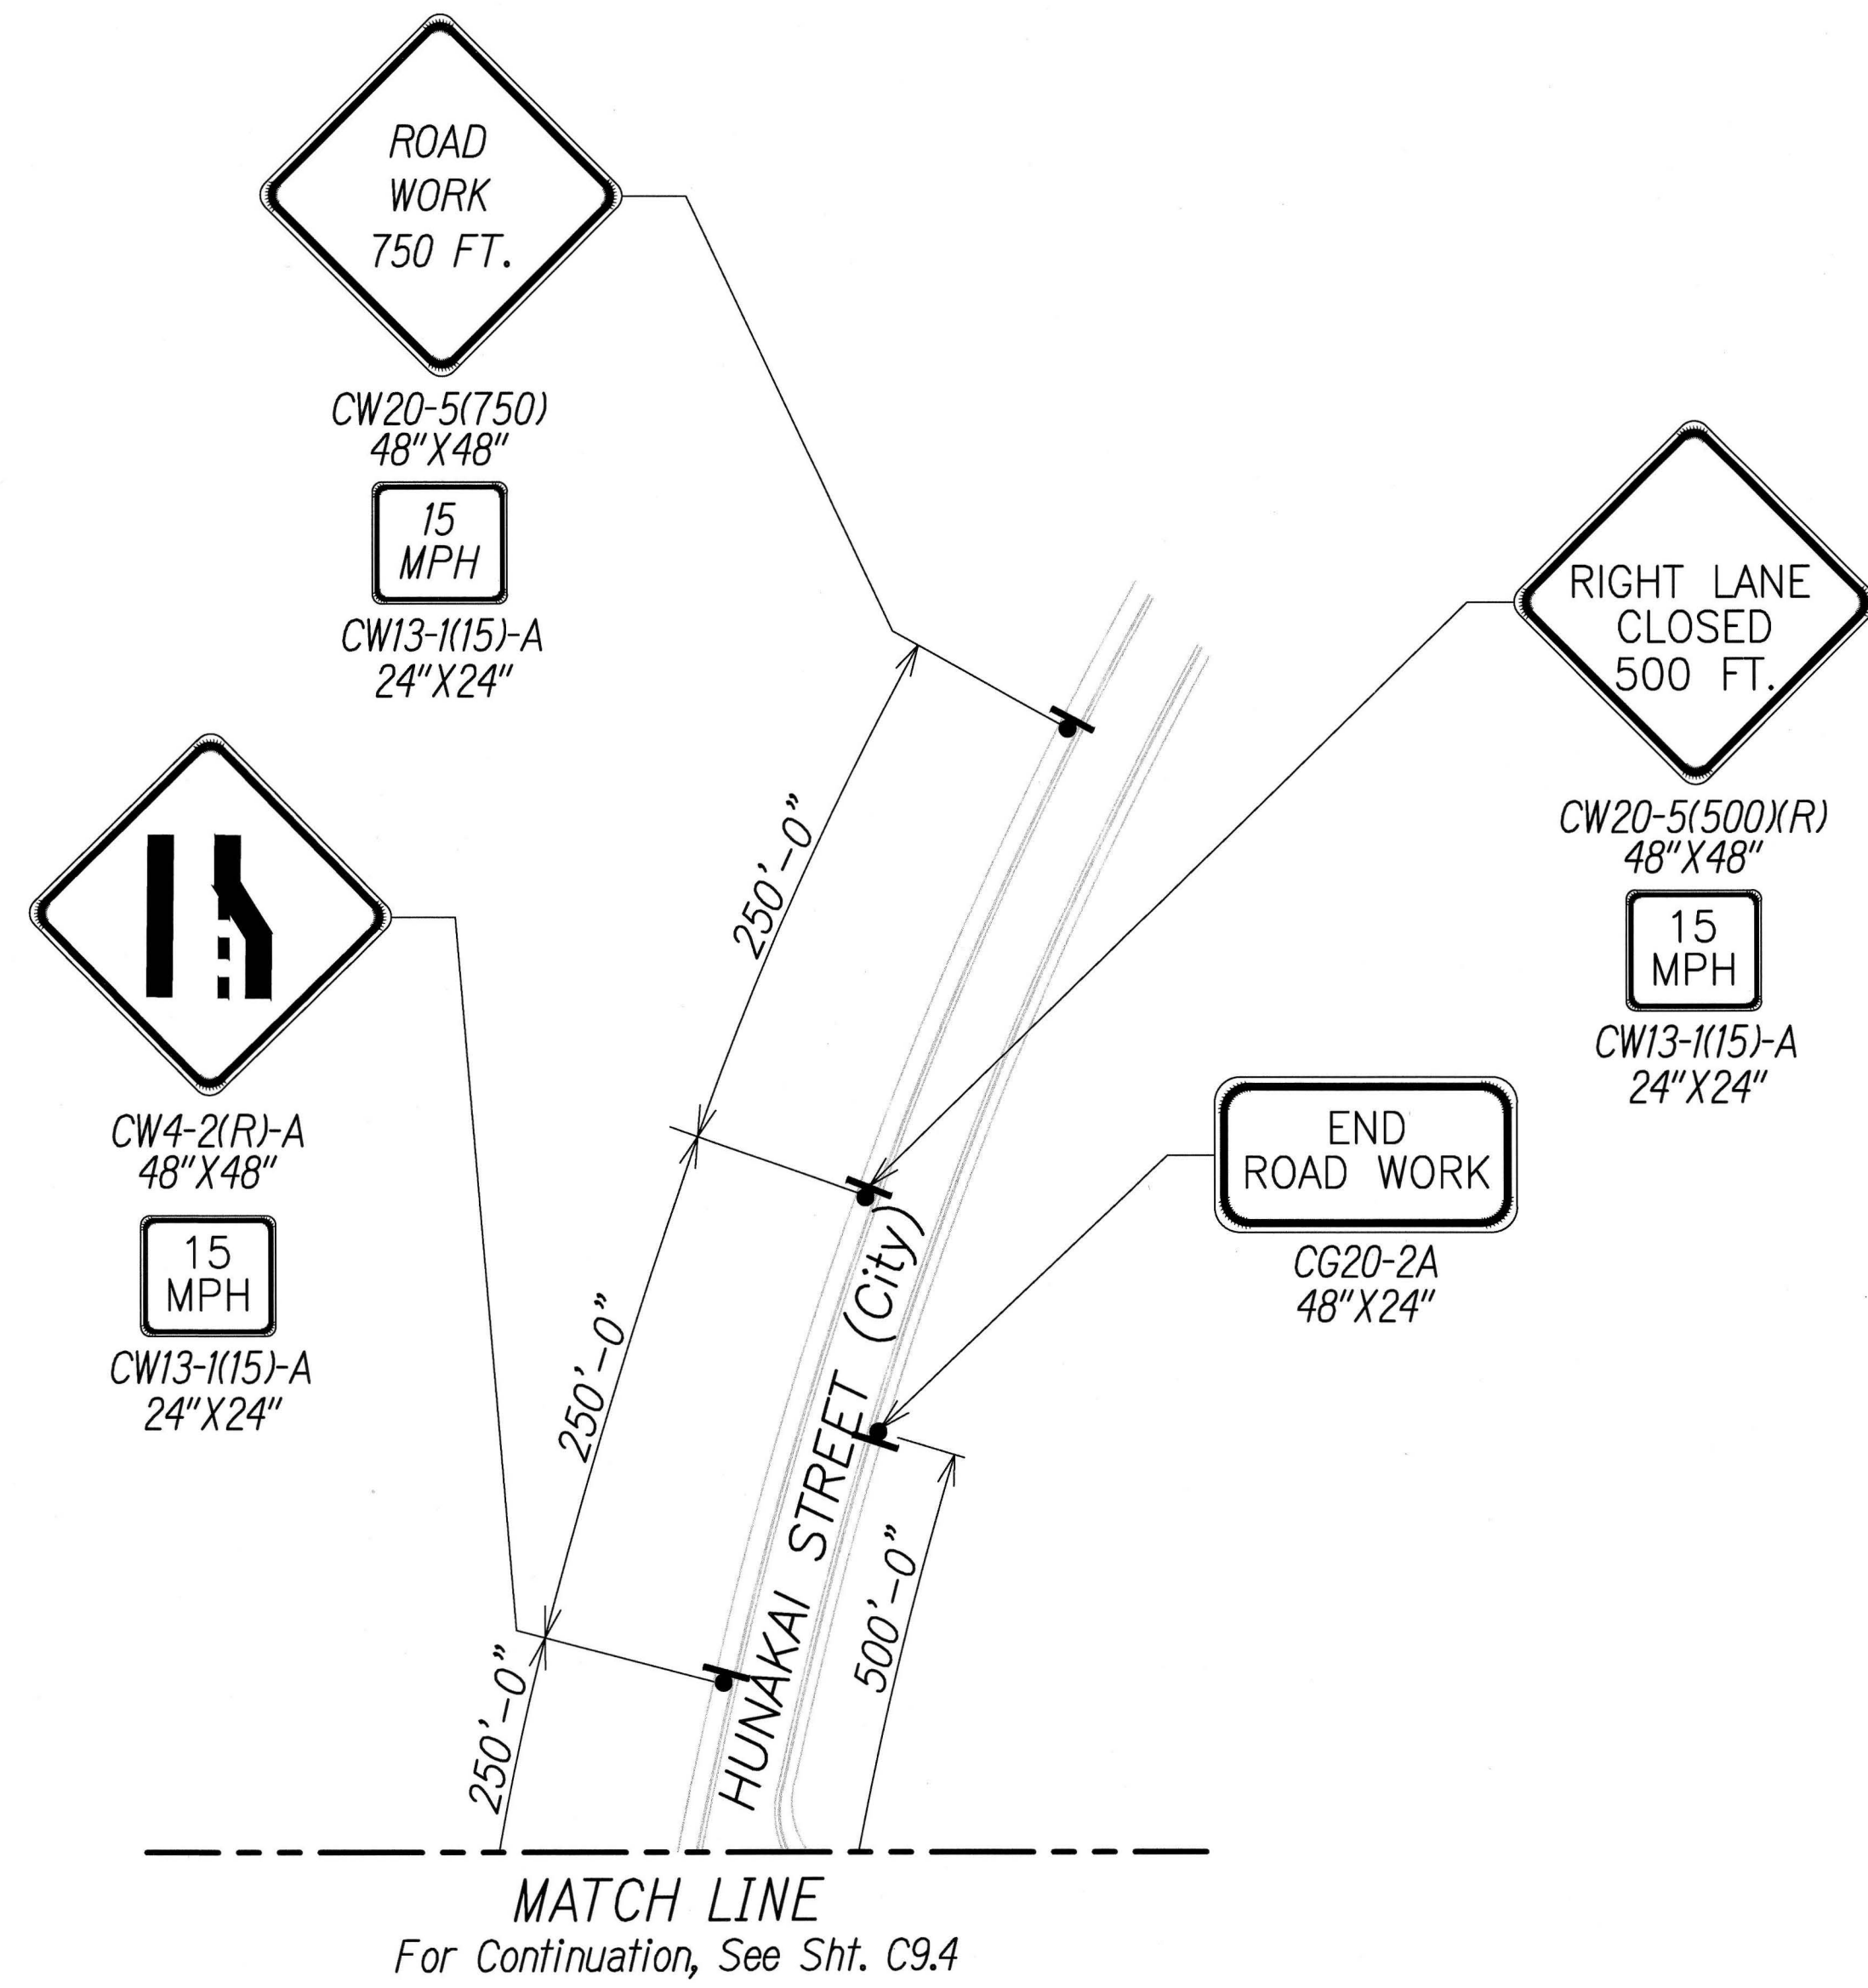 ROAD
WORK
750 FT.
CW20-5(750)
48"X48"
15
MPH
CW13-1(15)-A
24"X24"
RIGHT LANE
CLOSED
500 FT.
CW20-5(500)(R)
48"X48"
15
MPH
CW13-1(15)-A
24"X24"
CW4-2(R)-A
48"X48"
15
MPH
CW13-1(15)-A
24"X24"
END
ROAD WORK
CG20-2A
48"X24"
250'-0"
250'-0"
250'-0"
500'-0"
HUNAKAI STREET (City)
MATCH LINE
For Continuation, See Sht. C9.4